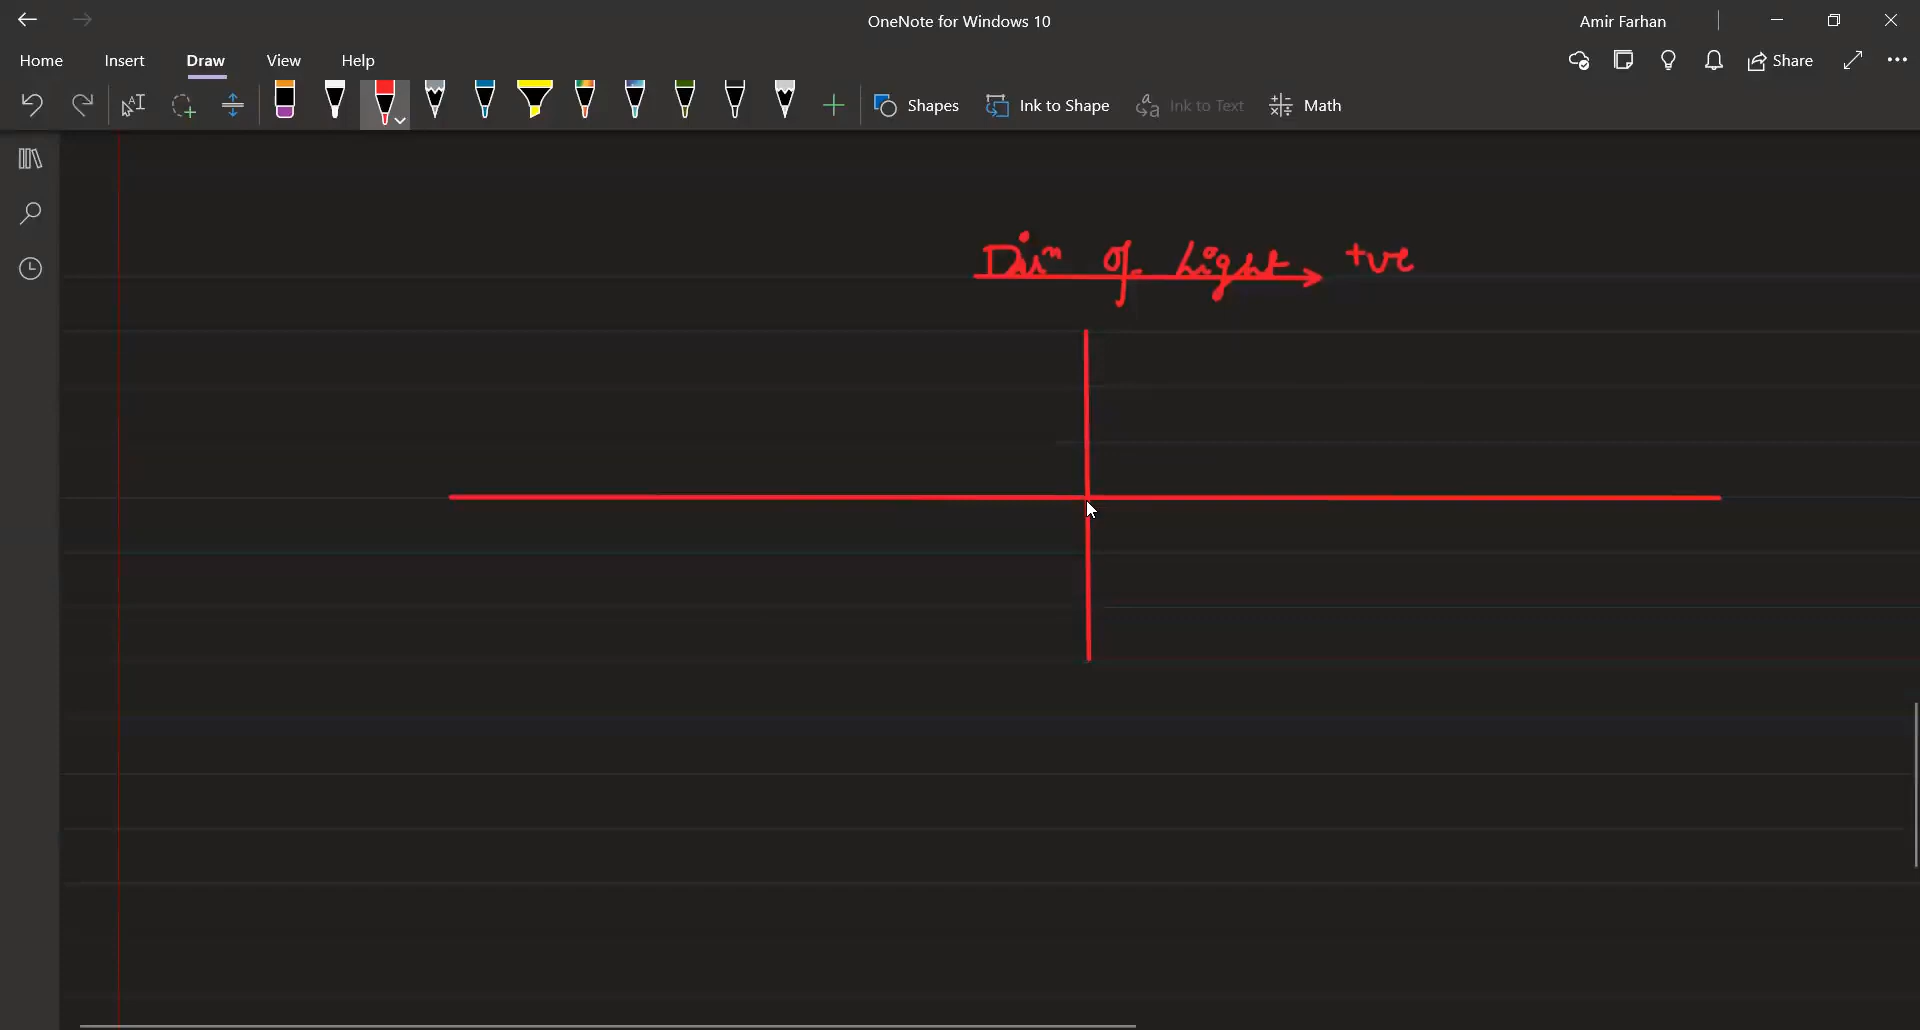 OneNote for Windows 10
Amir Farhan
Home Insert Draw View Help
Share
Shapes Ink to Shape Ink to Text Math
Dirⁿ of Light +ve